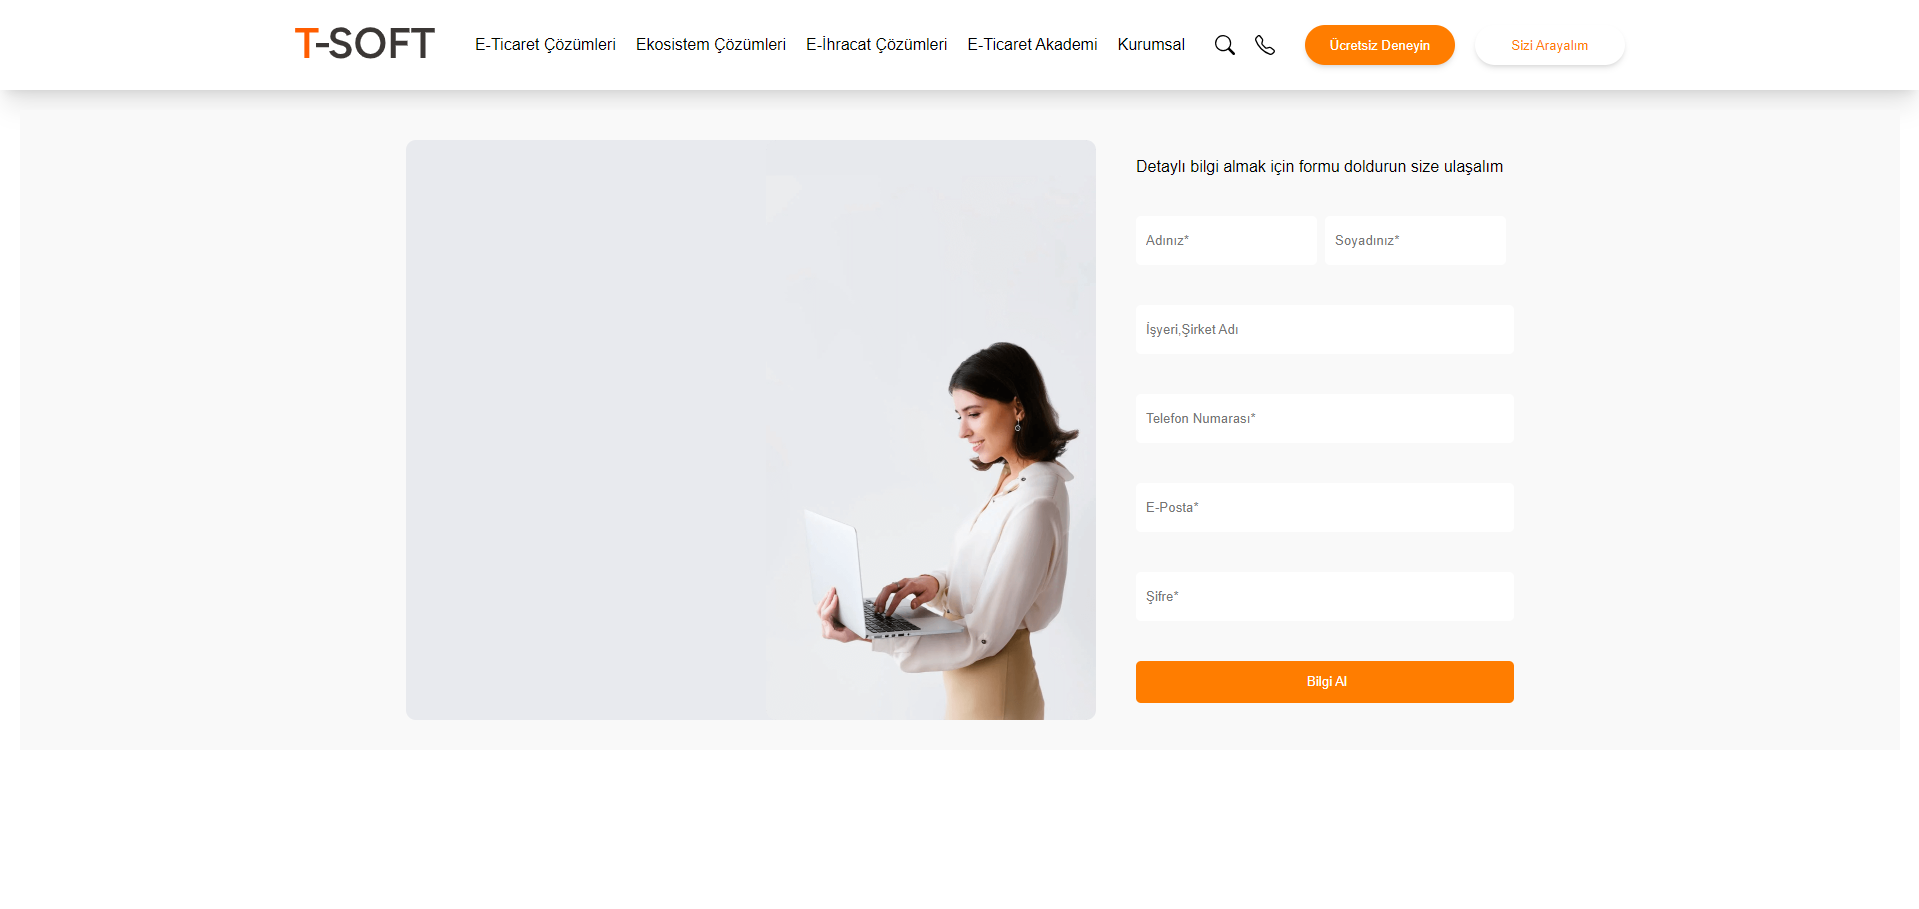 T-SOFT
E-Ticaret Çözümleri
Ekosistem Çözümleri
E-İhracat Çözümleri
E-Ticaret Akademi
Kurumsal
Ücretsiz Deneyin
Sizi Arayalım
Detaylı bilgi almak için formu doldurun size ulaşalım
Adınız*
Soyadınız*
İşyeri,Şirket Adı
Telefon Numarası*
E-Posta*
Şifre*
Bilgi Al